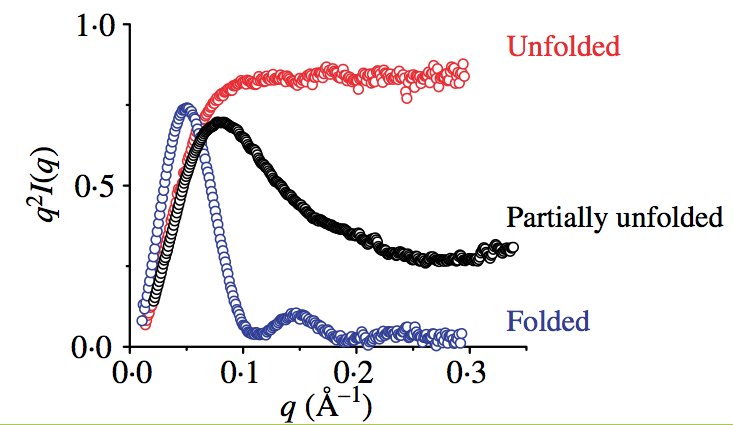 1·0
Unfolded
q²I(q)
0·5
Partially unfolded
Folded
0·0
0·0 0·1 0·2 0·3
q (Å⁻¹)